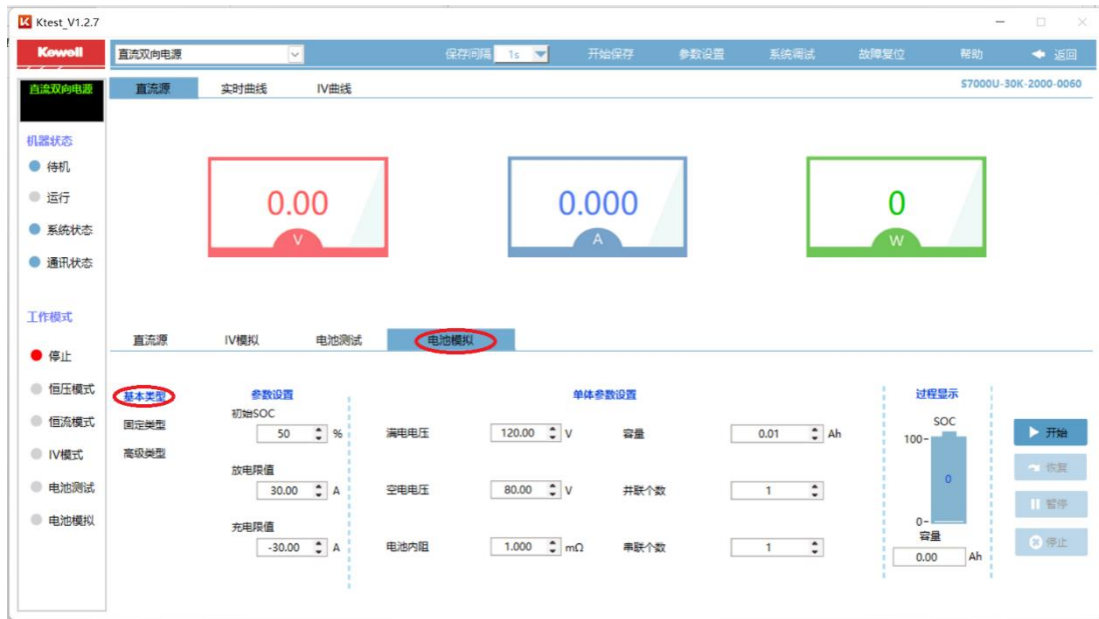 Ktest_V1.2.7
Kewell
直流双向电源
保存间隔 1s 开始保存 参数设置 系统调试 故障复位 帮助 返回
直流双向电源
直流源 实时曲线 IV曲线
S7000U-30K-2000-0060
机器状态
待机
运行
系统状态
通讯状态
0.00
V
0.000
A
0
W
工作模式
停止
恒压模式
恒流模式
IV模式
电池测试
电池模拟
直流源 IV模拟 电池测试 电池模拟
基本类型
固定类型
高级类型
参数设置
初始SOC
50 %
放电限值
30.00 A
充电限值
-30.00 A
单体参数设置
满电电压 120.00 V 容量 0.01 Ah
空电电压 80.00 V 并联个数 1
电池内阻 1.000 mΩ 串联个数 1
过程显示
SOC
100-
0
0-
容量
0.00 Ah
开始
恢复
暂停
停止